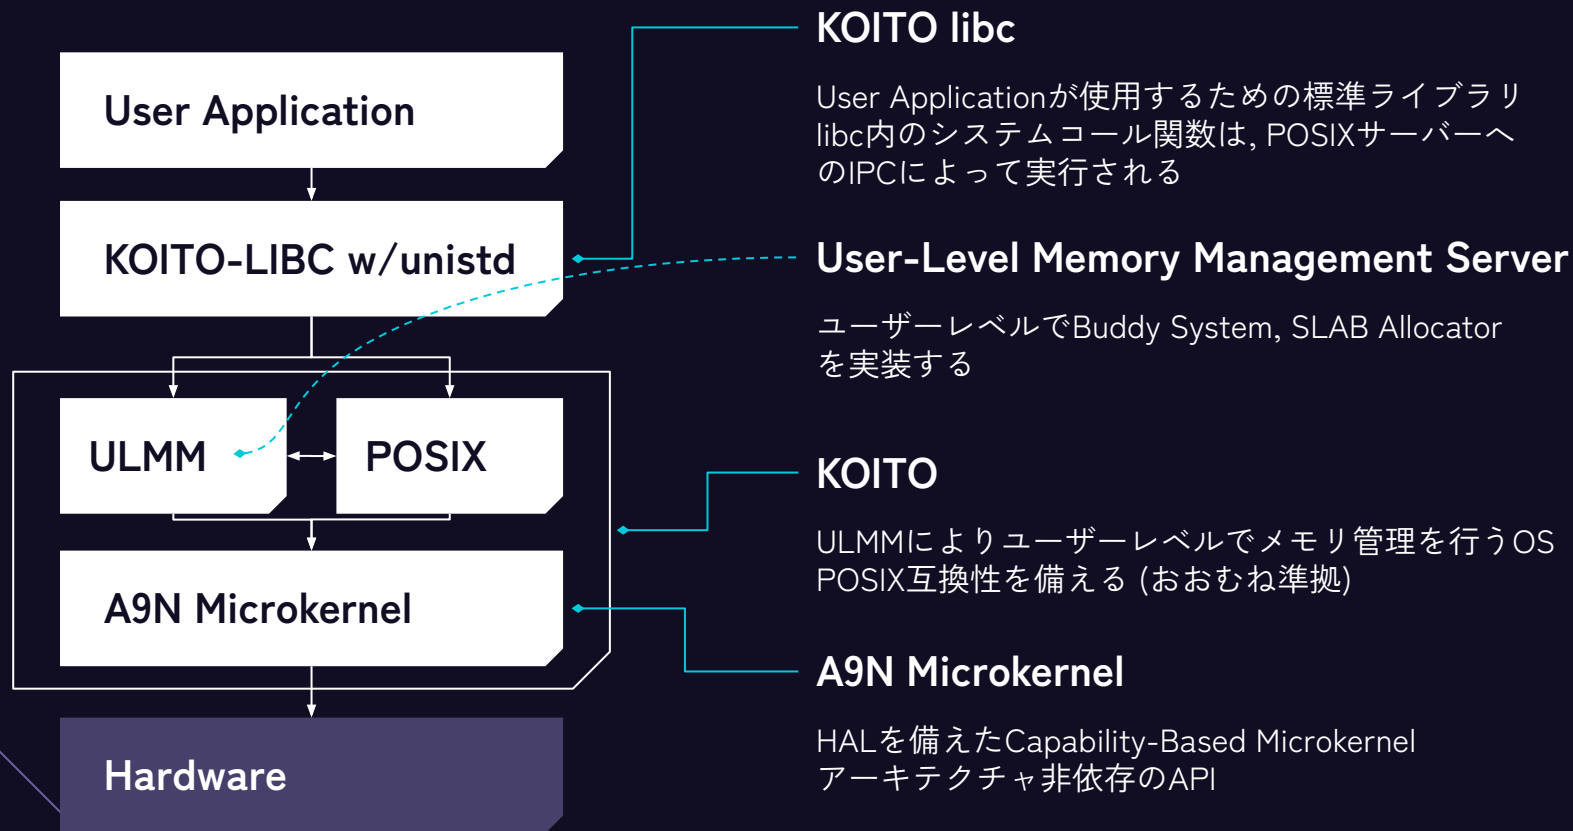 User Application
KOITO-LIBC w/unistd
ULMM
POSIX
A9N Microkernel
Hardware
KOITO libc
User Applicationが使用するための標準ライブラリ
libc内のシステムコール関数は, POSIXサーバーへ
のIPCによって実行される
User-Level Memory Management Server
ユーザーレベルでBuddy System, SLAB Allocator
を実装する
KOITO
ULMMによりユーザーレベルでメモリ管理を行うOS
POSIX互換性を備える (おおむね準拠)
A9N Microkernel
HALを備えたCapability-Based Microkernel
アーキテクチャ非依存のAPI